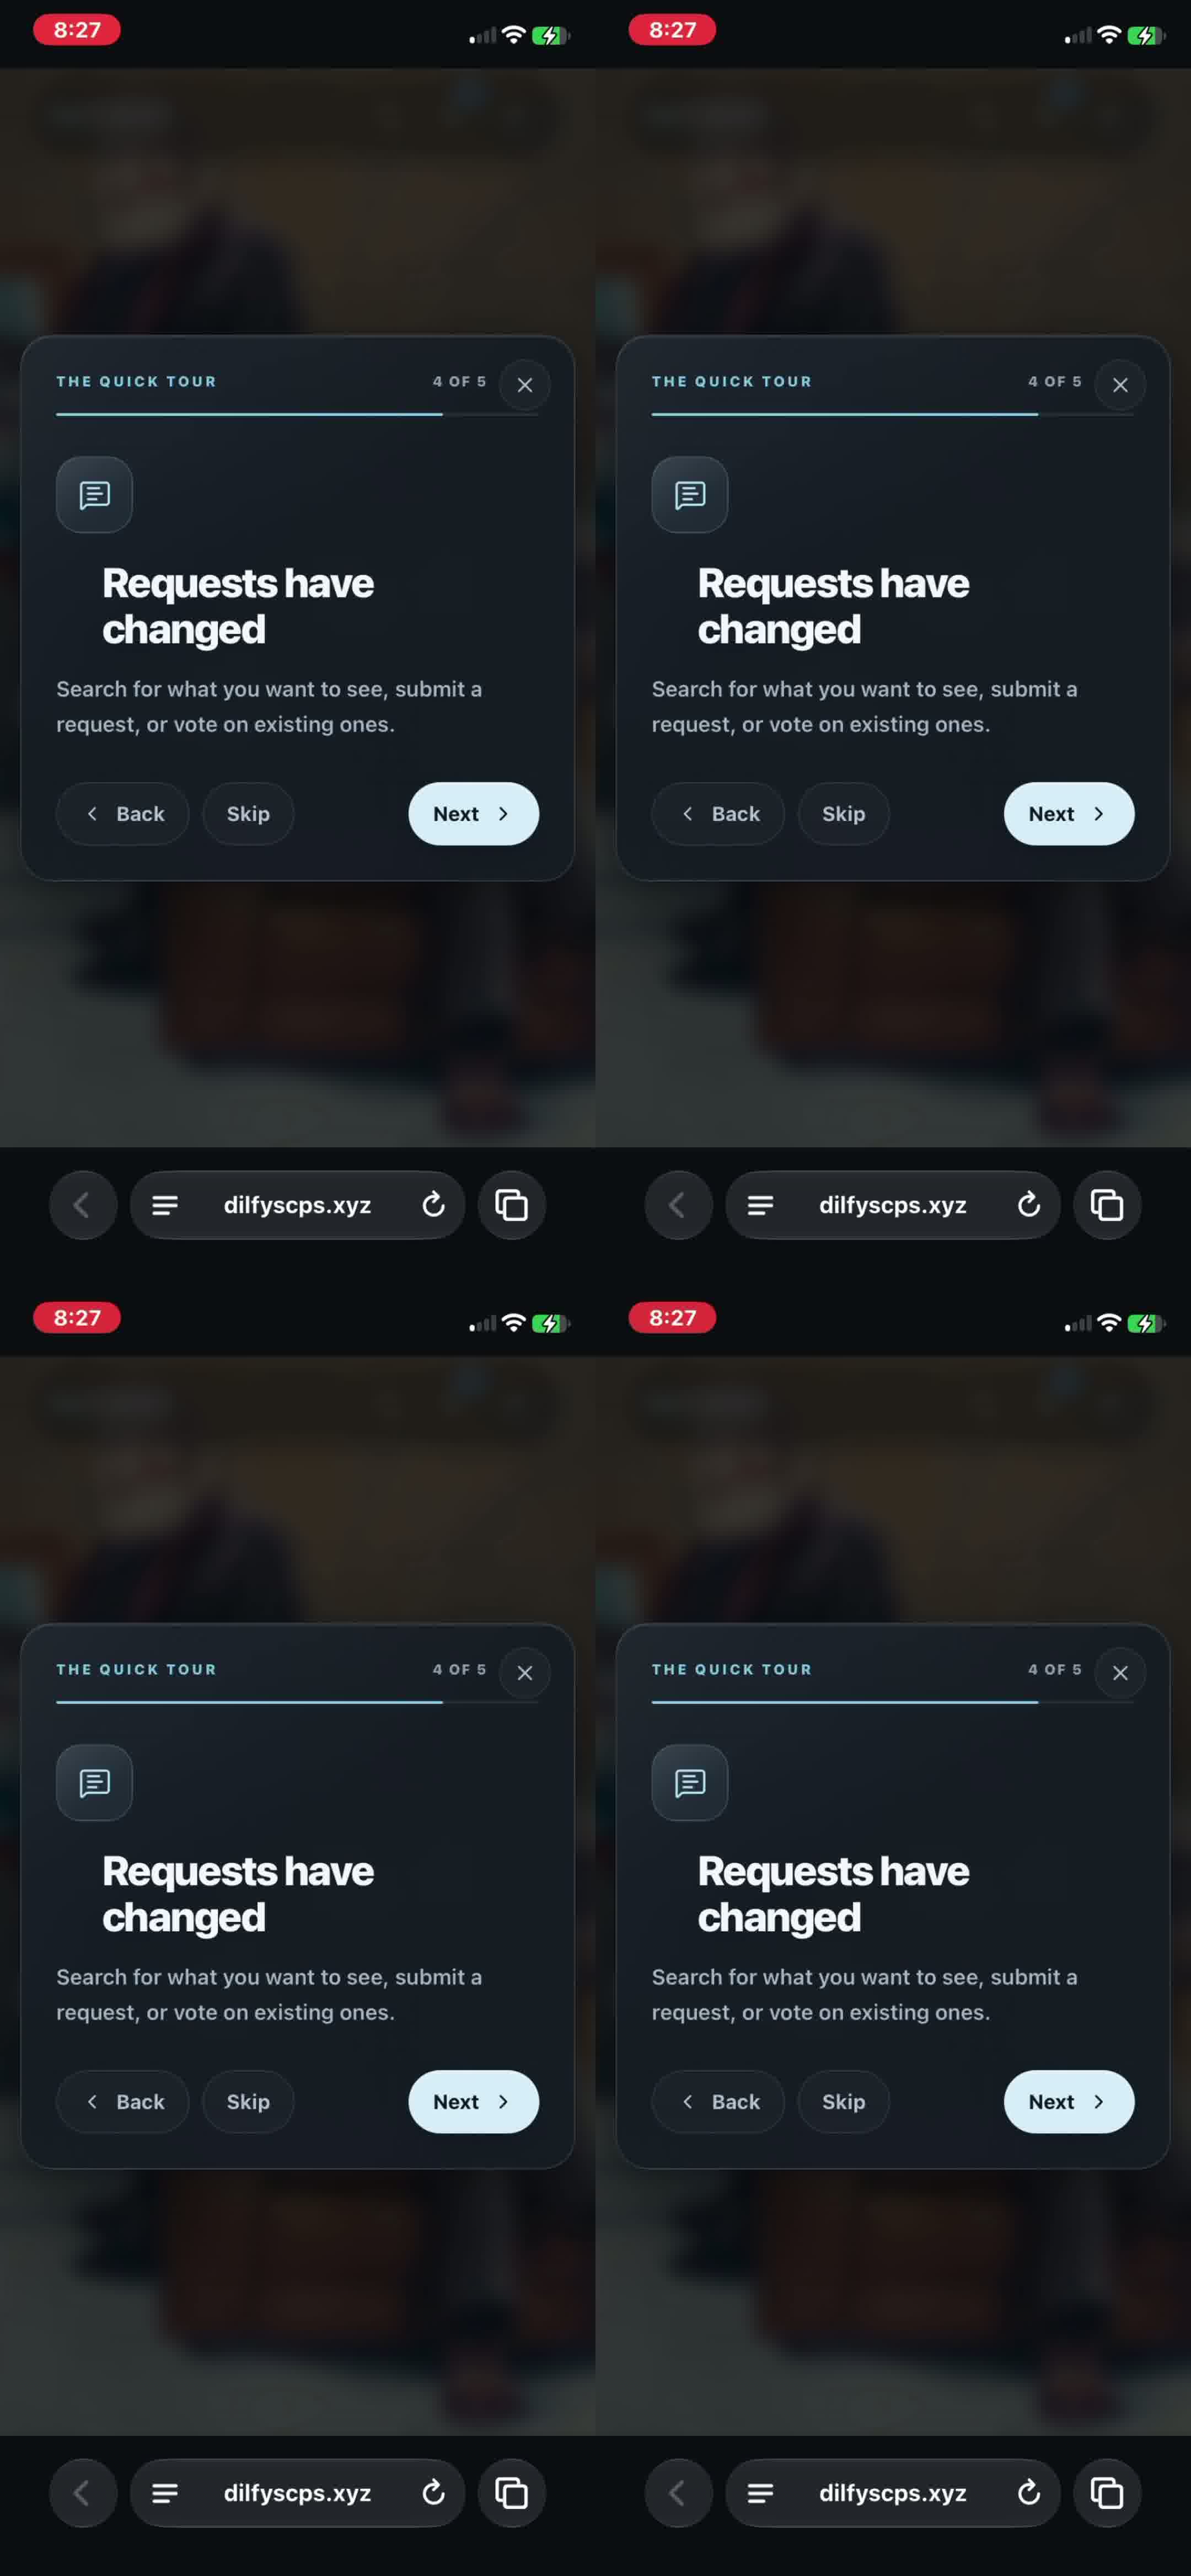 8:27
THE QUICK TOUR 4 OF 5
Requests have
changed
Search for what you want to see, submit a
request, or vote on existing ones.
Back Skip Next
dilfyscps.xyz
8:27
THE QUICK TOUR 4 OF 5
Requests have
changed
Search for what you want to see, submit a
request, or vote on existing ones.
Back Skip Next
dilfyscps.xyz
8:27
THE QUICK TOUR 4 OF 5
Requests have
changed
Search for what you want to see, submit a
request, or vote on existing ones.
Back Skip Next
dilfyscps.xyz
8:27
THE QUICK TOUR 4 OF 5
Requests have
changed
Search for what you want to see, submit a
request, or vote on existing ones.
Back Skip Next
dilfyscps.xyz